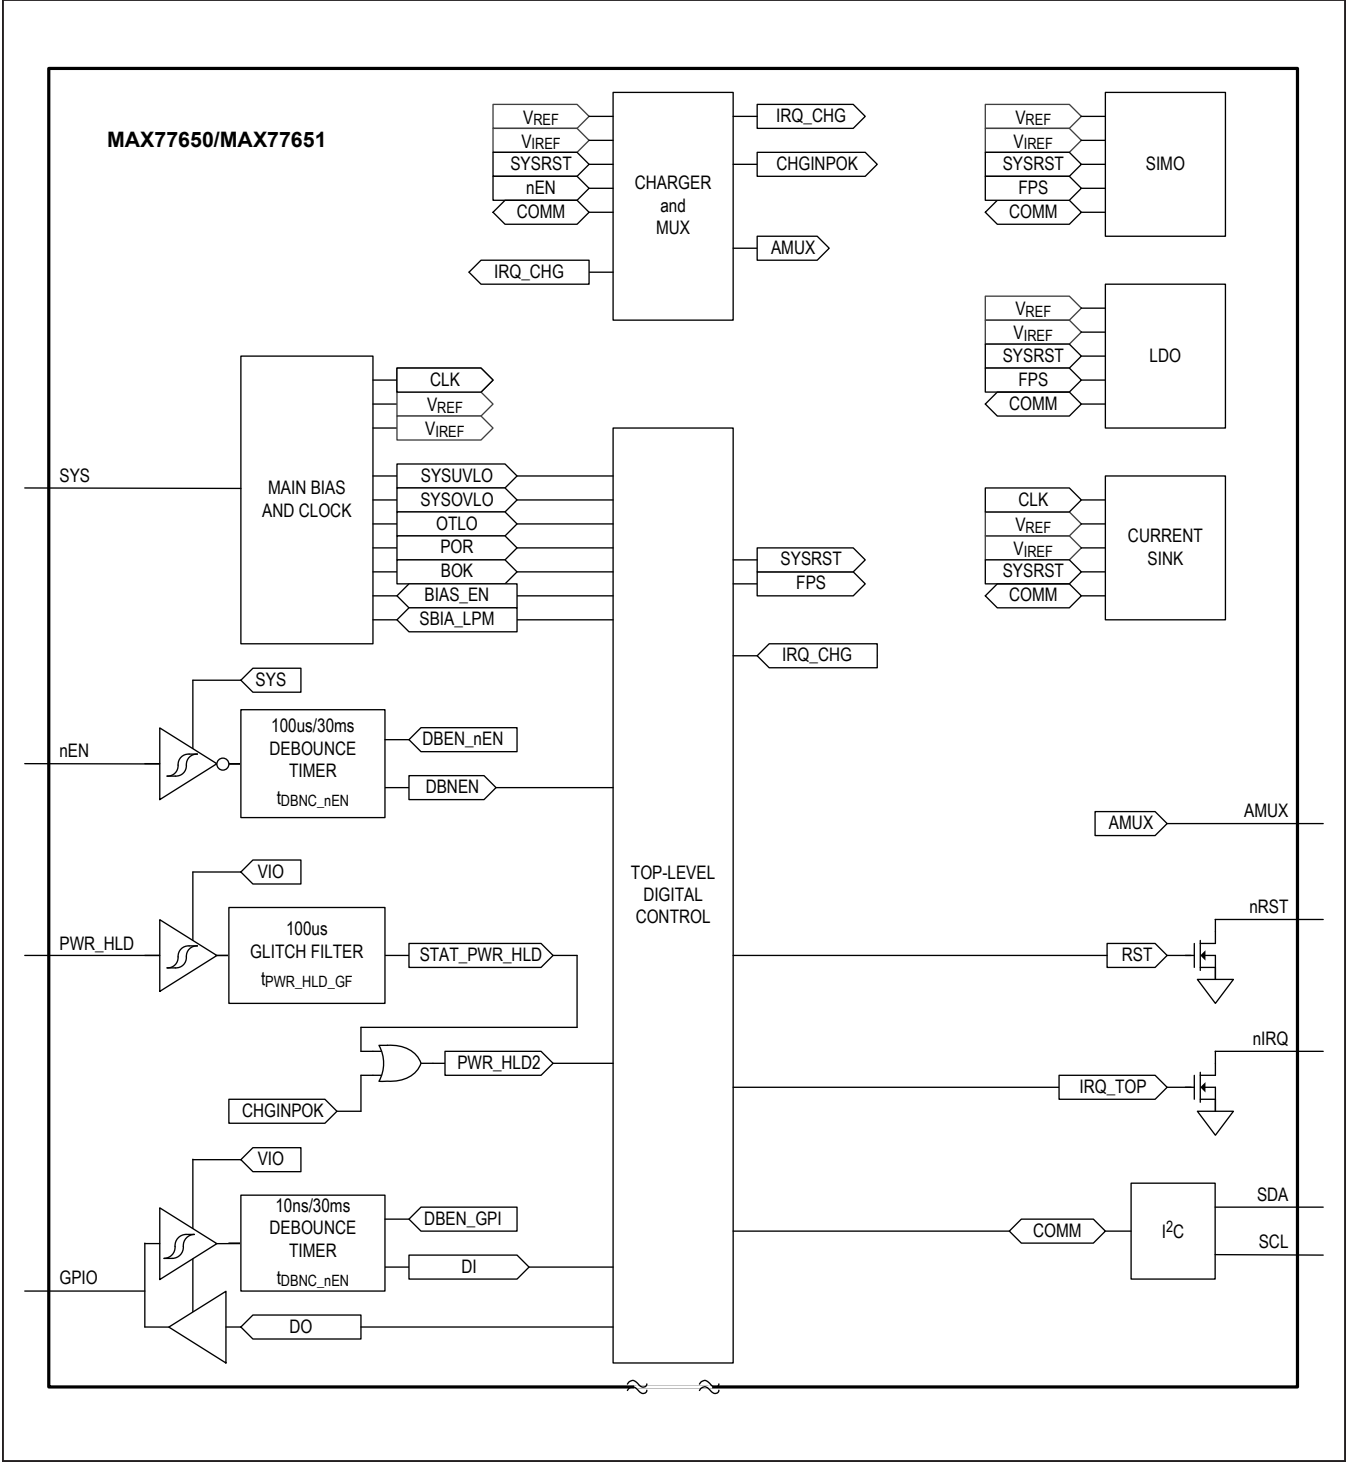 MAX77650/MAX77651
VREF
VIREF
SYSRST
nEN
COMM
IRQ_CHG
CHARGER
and
MUX
IRQ_CHG
CHGINPOK
AMUX
VREF
VIREF
SYSRST
FPS
COMM
SIMO
VREF
VIREF
SYSRST
FPS
COMM
LDO
SYS
MAIN BIAS
AND CLOCK
CLK
VREF
VIREF
SYSUVLO
SYSOVLO
OTLO
POR
BOK
BIAS_EN
SBIA_LPM
CLK
VREF
VIREF
SYSRST
COMM
CURRENT
SINK
SYSRST
FPS
IRQ_CHG
SYS
nEN
100us/30ms
DEBOUNCE
TIMER
tDBNC_nEN
DBEN_nEN
DBNEN
AMUX
AMUX
TOP-LEVEL
DIGITAL
CONTROL
VIO
PWR_HLD
100us
GLITCH FILTER
tPWR_HLD_GF
STAT_PWR_HLD
RST
nRST
PWR_HLD2
CHGINPOK
IRQ_TOP
nIRQ
VIO
GPIO
10ns/30ms
DEBOUNCE
TIMER
tDBNC_nEN
DBEN_GPI
DI
DO
COMM
I2C
SDA
SCL